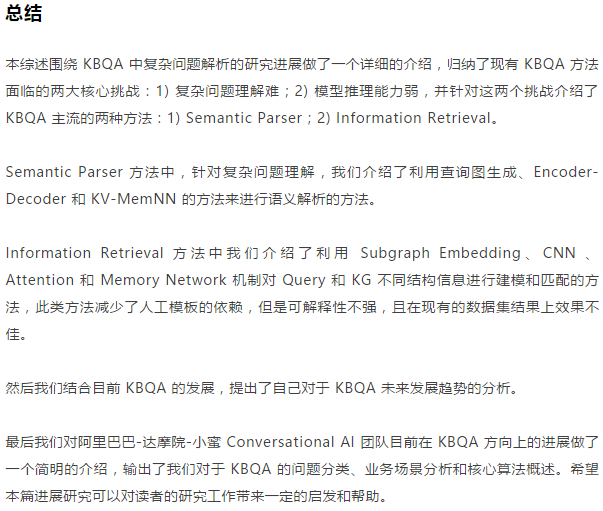 总结
本综述围绕 KBQA 中复杂问题解析的研究进展做了一个详细的介绍，归纳了现有 KBQA 方法
面临的两大核心挑战：1) 复杂问题理解难；2) 模型推理能力弱，并针对这两个挑战介绍了
KBQA 主流的两种方法：1) Semantic Parser；2) Information Retrieval。
Semantic Parser 方法中，针对复杂问题理解，我们介绍了利用查询图生成、Encoder-
Decoder 和 KV-MemNN 的方法来进行语义解析的方法。
Information Retrieval 方法中我们介绍了利用 Subgraph Embedding、CNN 、
Attention 和 Memory Network 机制对 Query 和 KG 不同结构信息进行建模和匹配的方
法，此类方法减少了人工模板的依赖，但是可解释性不强，且在现有的数据集结果上效果不
佳。
然后我们结合目前 KBQA 的发展，提出了自己对于 KBQA 未来发展趋势的分析。
最后我们对阿里巴巴-达摩院-小蜜 Conversational AI 团队目前在 KBQA 方向上的进展做了
一个简明的介绍，输出了我们对于 KBQA 的问题分类、业务场景分析和核心算法概述。希望
本篇进展研究可以对读者的研究工作带来一定的启发和帮助。